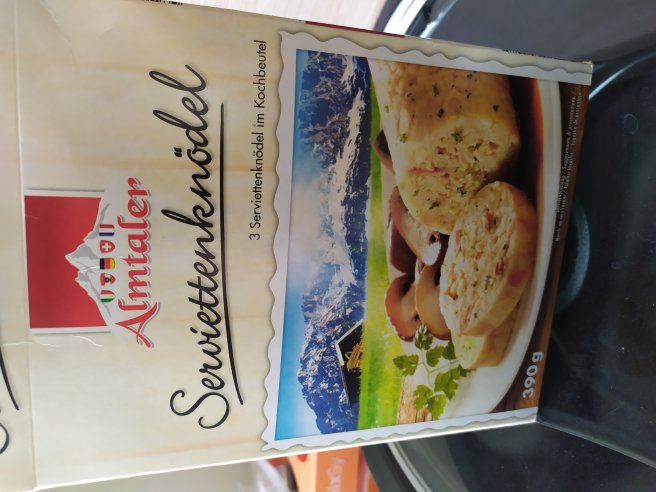 Almtaler
Serviettenknödel
3 Serviettenknödel im Kochbeutel
390 g